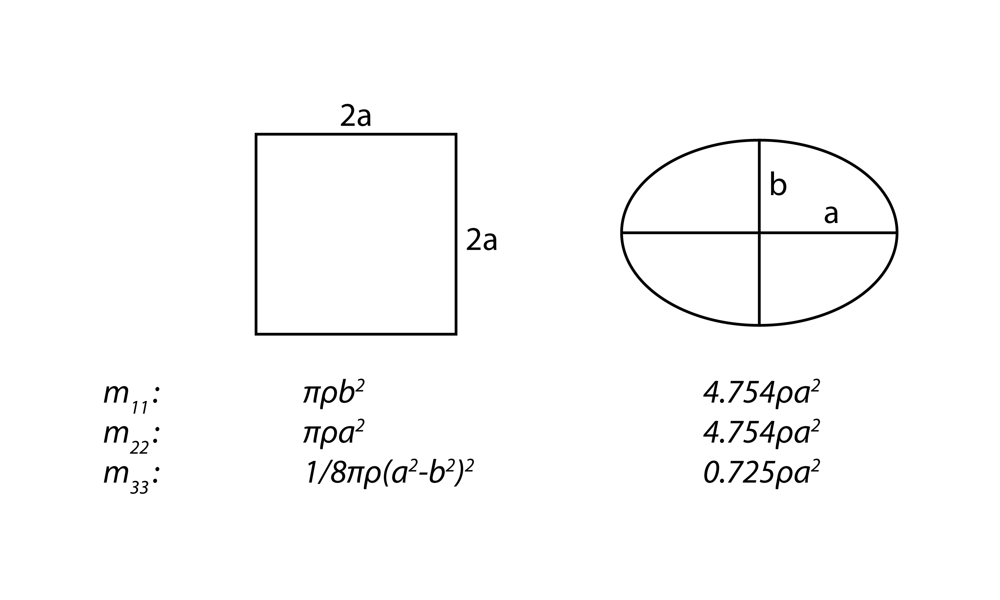 2a
b
a
2a
m₁₁: πρb² 4.754ρa²
m₂₂: πρa² 4.754ρa²
m₃₃: 1/8πρ(a²-b²)² 0.725ρa²